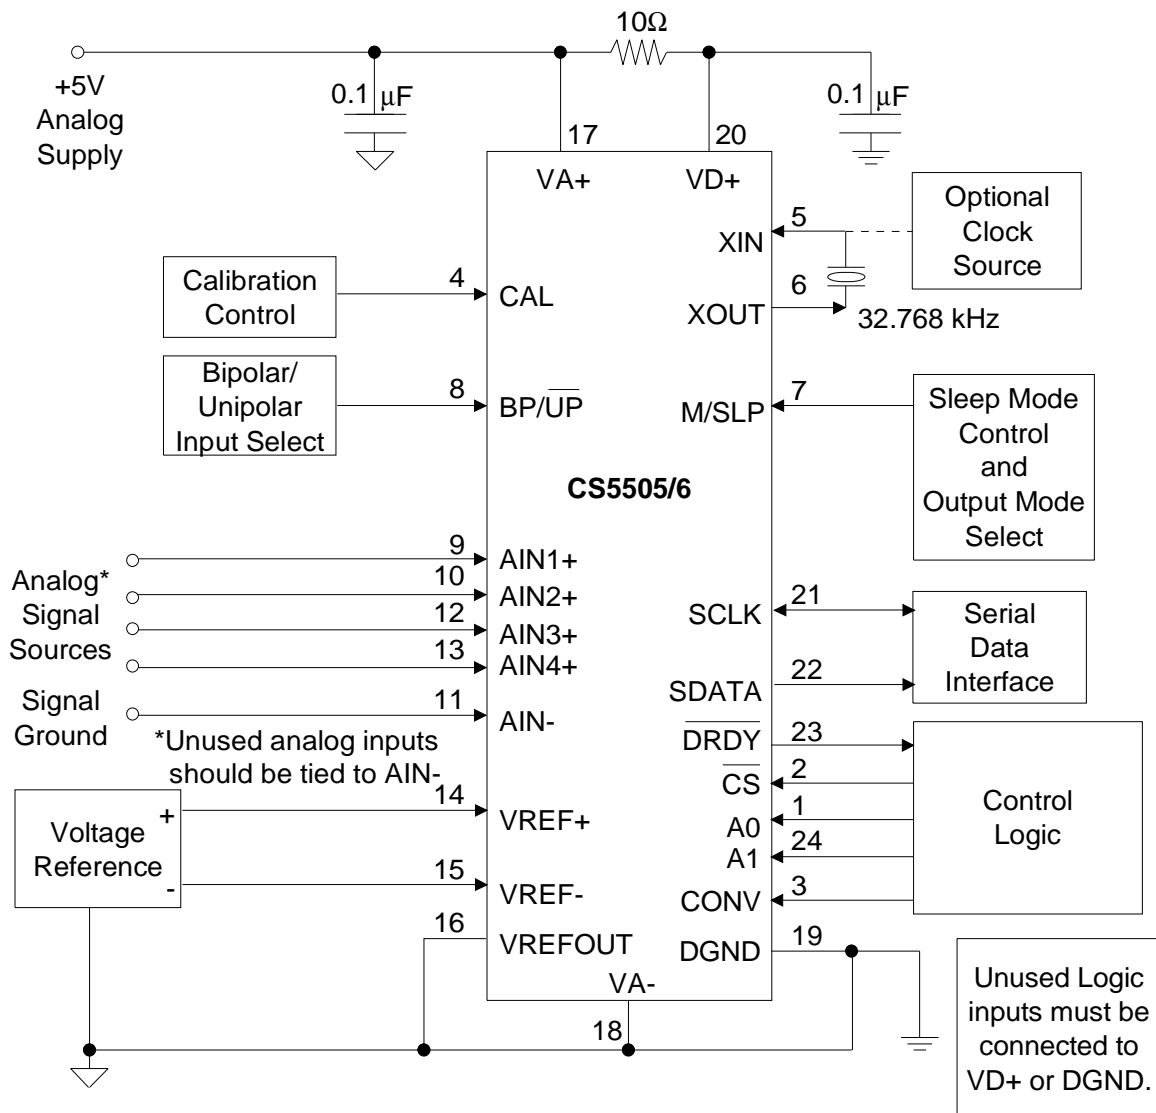 10Ω
+5V
Analog
Supply
0.1 µF
0.1 µF
17
20
VA+
VD+
Optional
Clock
Source
5
XIN
6
XOUT
32.768 kHz
Calibration
Control
4
CAL
Bipolar/
Unipolar
Input Select
8
BP/U̅P̅
7
M/SLP
Sleep Mode
Control
and
Output Mode
Select
CS5505/6
Analog*
Signal
Sources
9
AIN1+
10
AIN2+
12
AIN3+
13
AIN4+
Signal
Ground
11
AIN-
*Unused analog inputs
should be tied to AIN-
21
SCLK
22
SDATA
Serial
Data
Interface
23
D̅R̅D̅Y̅
2
C̅S̅
1
A0
24
A1
3
CONV
Control
Logic
Voltage
Reference
+
-
14
VREF+
15
VREF-
16
VREFOUT
19
DGND
VA-
18
Unused Logic
inputs must be
connected to
VD+ or DGND.